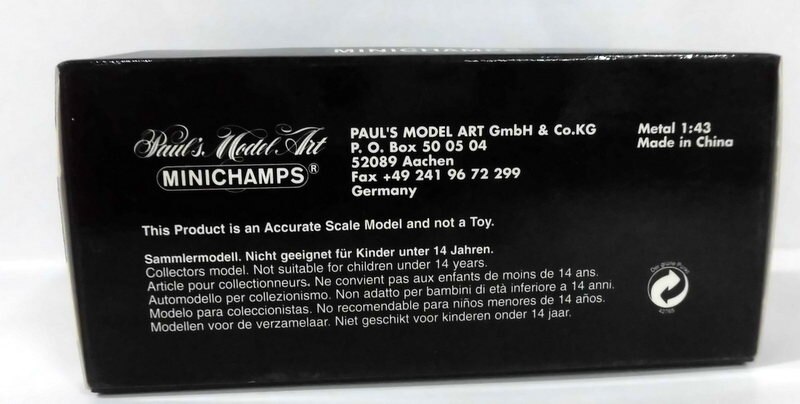 MINICHAMPS
Paul's Model Art
MINICHAMPS®
PAUL'S MODEL ART GmbH & Co.KG
P. O. Box 50 05 04
52089 Aachen
Fax +49 241 96 72 299
Germany
Metal 1:43
Made in China
This Product is an Accurate Scale Model and not a Toy.
Sammlermodell. Nicht geeignet für Kinder unter 14 Jahren.
Collectors model. Not suitable for children under 14 years.
Article pour collectionneurs. Ne convient pas aux enfants de moins de 14 ans.
Automodello per collezionismo. Non adatto per bambini di età inferiore a 14 anni.
Modelo para coleccionistas. No recomendable para niños menores de 14 años.
Modellen voor de verzamelaar. Niet geschikt voor kinderen onder 14 jaar.
Der grüne Punkt